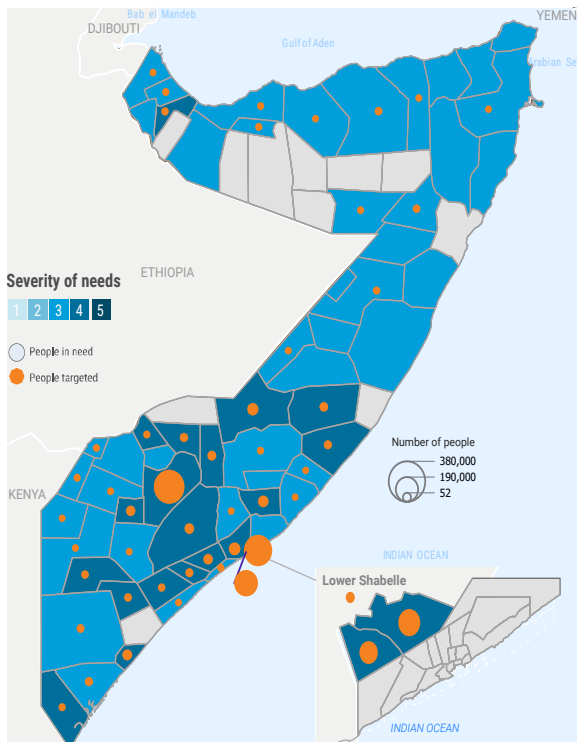 Bab el Mandeb
YEMEN
DJIBOUTI
Gulf of Aden
Arabian Se
ETHIOPIA
Severity of needs
1 2 3 4 5
People in need
People targeted
Number of people
380,000
190,000
52
KENYA
INDIAN OCEAN
Lower Shabelle
INDIAN OCEAN